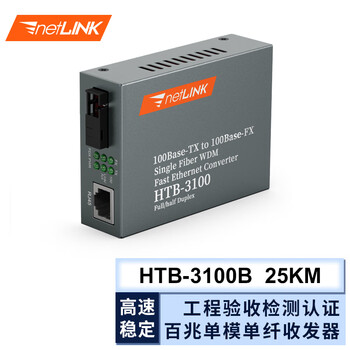 netLINK
netLINK
100Base-TX to 100Base-FX
Single Fiber WDM
Fast Ethernet Converter
HTB-3100
Full/half Duplex
RJ45
HTB-3100B 25KM
高速 稳定
工程验收检测认证
百兆单模单纤收发器